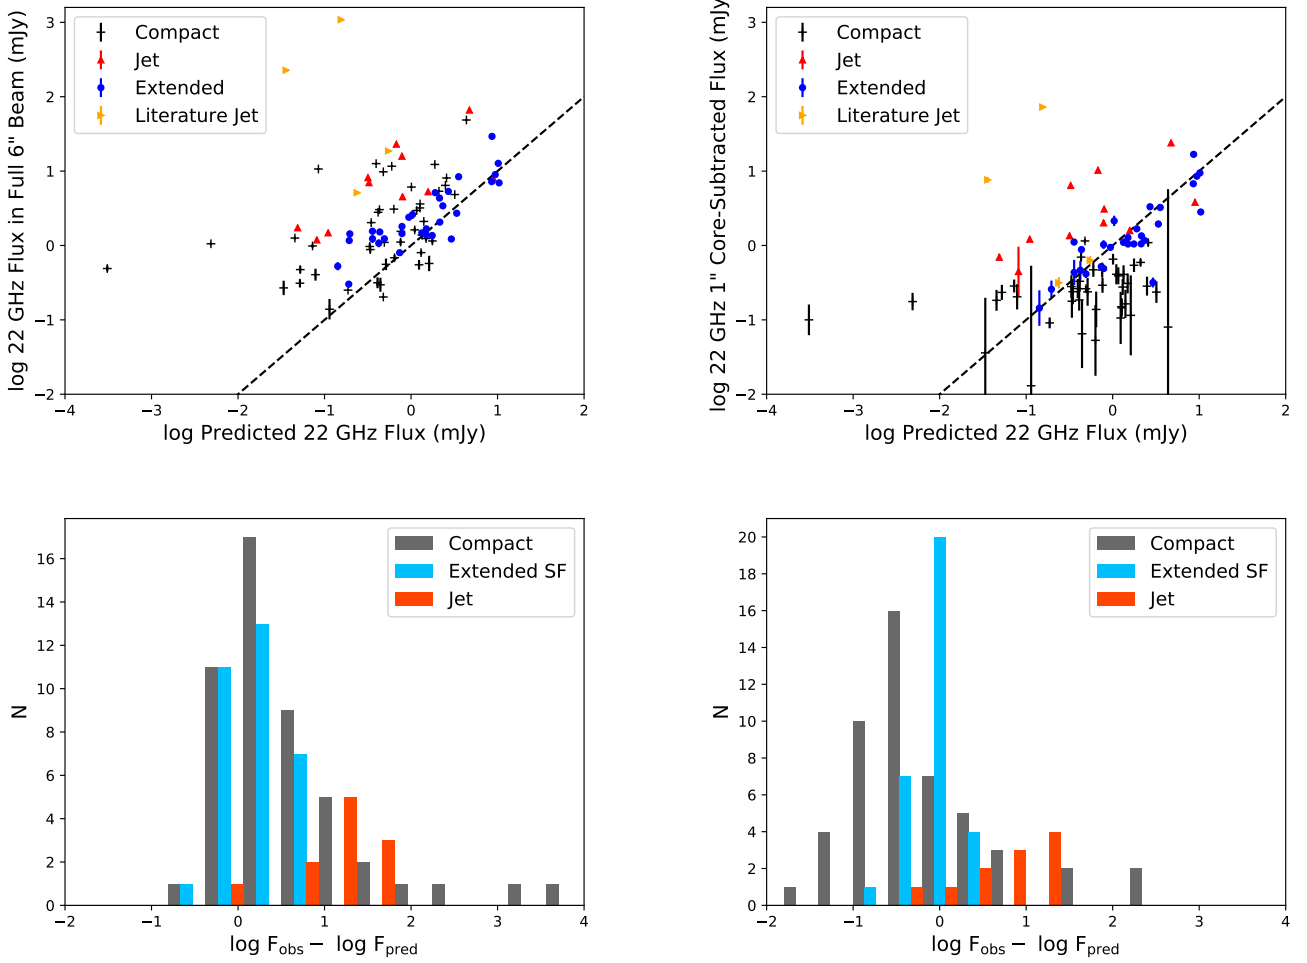 log 22 GHz Flux in Full 6" Beam (mJy)
3
2
1
0
−1
−2
Compact
Jet
Extended
Literature Jet
−4 −3 −2 −1 0 1 2
log Predicted 22 GHz Flux (mJy)
log 22 GHz 1" Core-Subtracted Flux (mJy)
3
2
1
0
−1
−2
Compact
Jet
Extended
Literature Jet
−4 −3 −2 −1 0 1 2
log Predicted 22 GHz Flux (mJy)
N
16
14
12
10
8
6
4
2
0
Compact
Extended SF
Jet
−2 −1 0 1 2 3 4
log F_obs − log F_pred
N
20
18
16
14
12
10
8
6
4
2
0
Compact
Extended SF
Jet
−2 −1 0 1 2 3 4
log F_obs − log F_pred